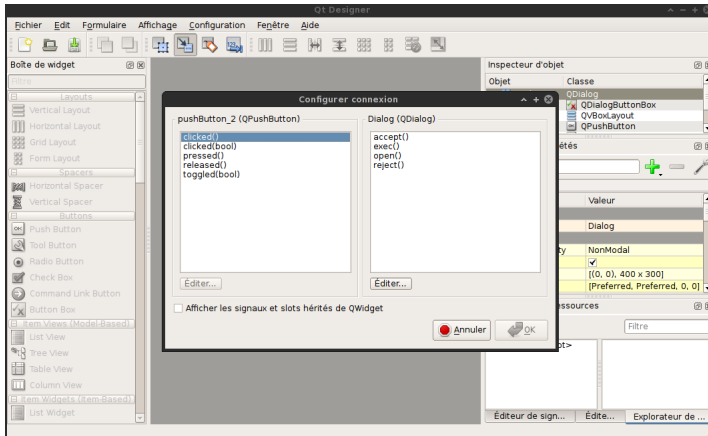 Qt Designer
Fichier Edit Formulaire Affichage Configuration Fenêtre Aide
Boîte de widget
Filtre
Layouts
Vertical Layout
Horizontal Layout
Grid Layout
Form Layout
Spacers
Horizontal Spacer
Vertical Spacer
Buttons
Push Button
Tool Button
Radio Button
Check Box
Command Link Button
Button Box
Item Views (Model-Based)
List View
Tree View
Table View
Column View
Item Widgets (Item-Based)
List Widget
Configurer connexion
pushButton_2 (QPushButton)
clicked()
clicked(bool)
pressed()
released()
toggled(bool)
Éditer...
Dialog (QDialog)
accept()
exec()
open()
reject()
Éditer...
Afficher les signaux et slots hérités de QWidget
Annuler
OK
Inspecteur d'objet
Objet Classe
QDialog
QDialogButtonBox
QVBoxLayout
QPushButton
étés
Valeur
Dialog
ty NonModal
[(0, 0), 400 x 300]
[Preferred, Preferred, 0, 0]
essources
Filtre
ot>
Éditeur de sign... Édite... Explorateur de ...